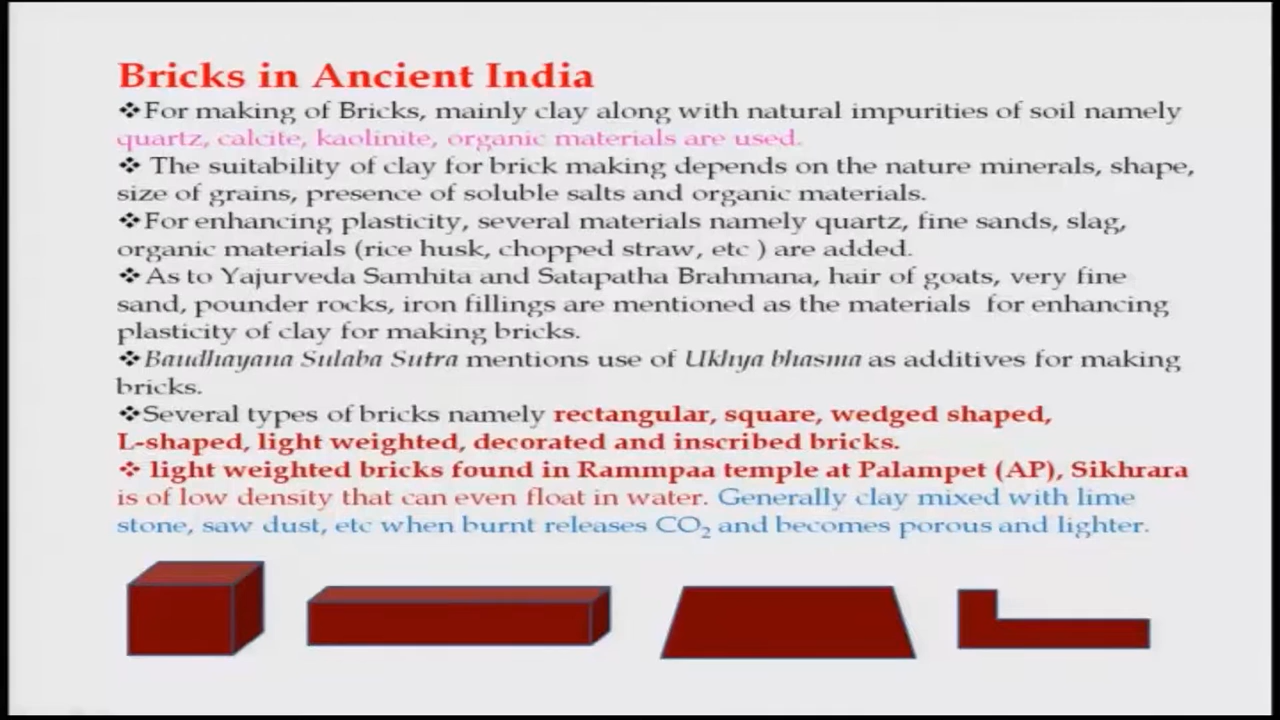 Bricks in Ancient India
❖For making of Bricks, mainly clay along with natural impurities of soil namely
quartz, calcite, kaolinite, organic materials are used.
❖ The suitability of clay for brick making depends on the nature minerals, shape,
size of grains, presence of soluble salts and organic materials.
❖For enhancing plasticity, several materials namely quartz, fine sands, slag,
organic materials (rice husk, chopped straw, etc ) are added.
❖As to Yajurveda Samhita and Satapatha Brahmana, hair of goats, very fine
sand, pounder rocks, iron fillings are mentioned as the materials for enhancing
plasticity of clay for making bricks.
❖Baudhayana Sulaba Sutra mentions use of Ukhya bhasma as additives for making
bricks.
❖Several types of bricks namely rectangular, square, wedged shaped,
L-shaped, light weighted, decorated and inscribed bricks.
❖ light weighted bricks found in Rammpaa temple at Palampet (AP), Sikhrara
is of low density that can even float in water. Generally clay mixed with lime
stone, saw dust, etc when burnt releases CO₂ and becomes porous and lighter.